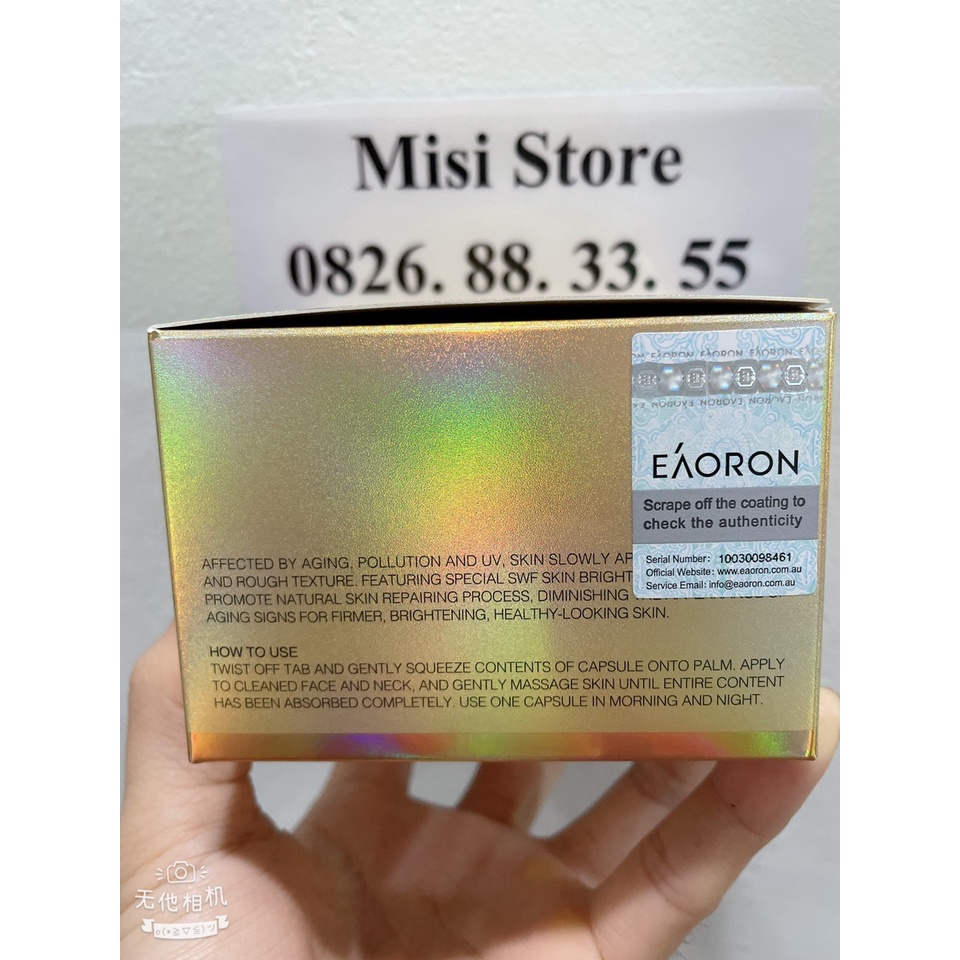 Misi Store
0826. 88. 33. 55
EAORON EAORON EAORON
EÁORON
Scrape off the coating to
check the authenticity
Serial Number: 10030098461
Official Website: www.eaoron.com.au
Service Email: info@eaoron.com.au
AFFECTED BY AGING, POLLUTION AND UV, SKIN SLOWLY
AND ROUGH TEXTURE. FEATURING SPECIAL SWF SKIN
PROMOTE NATURAL SKIN REPAIRING PROCESS, DIMINISHING
AGING SIGNS FOR FIRMER, BRIGHTENING, HEALTHY-LOOKING SKIN.
HOW TO USE
TWIST OFF TAB AND GENTLY SQUEEZE CONTENTS OF CAPSULE ONTO PALM. APPLY
TO CLEANED FACE AND NECK, AND GENTLY MASSAGE SKIN UNTIL ENTIRE CONTENT
HAS BEEN ABSORBED COMPLETELY. USE ONE CAPSULE IN MORNING AND NIGHT.
无他相机